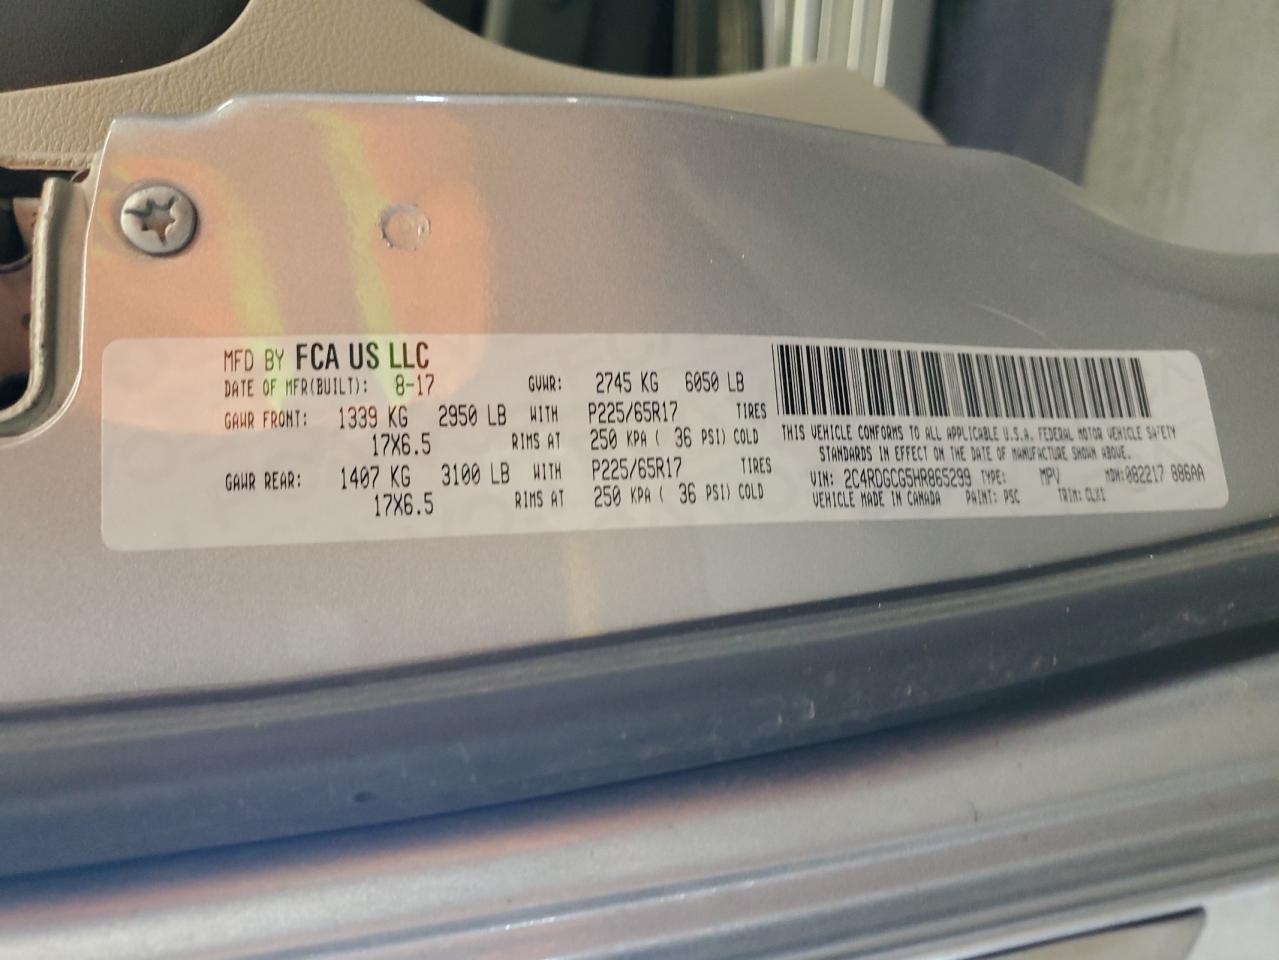 MFD BY FCA US LLC
DATE OF MFR(BUILT): 8-17 GVWR: 2745 KG 6050 LB
GAWR FRONT: 1339 KG 2950 LB WITH P225/65R17 TIRES
17X6.5 RIMS AT 250 KPA ( 36 PSI) COLD
GAWR REAR: 1407 KG 3100 LB WITH P225/65R17 TIRES
17X6.5 RIMS AT 250 KPA ( 36 PSI) COLD
THIS VEHICLE CONFORMS TO ALL APPLICABLE U.S.A. FEDERAL MOTOR VEHICLE SAFETY
STANDARDS IN EFFECT ON THE DATE OF MANUFACTURE SHOWN ABOVE.
VIN: 2C4RDGCG5HR865299 TYPE: MPV MDH:082217 886AA
VEHICLE MADE IN CANADA PAINT: PSC TRIM: CLX1